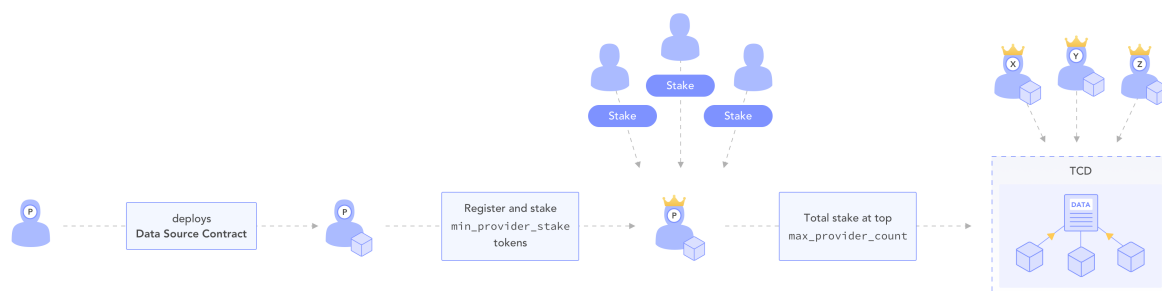 Stake
Stake
Stake
X
Y
Z
TCD
DATA
P
deploys
Data Source Contract
P
Register and stake
min_provider_stake
tokens
P
Total stake at top
max_provider_count